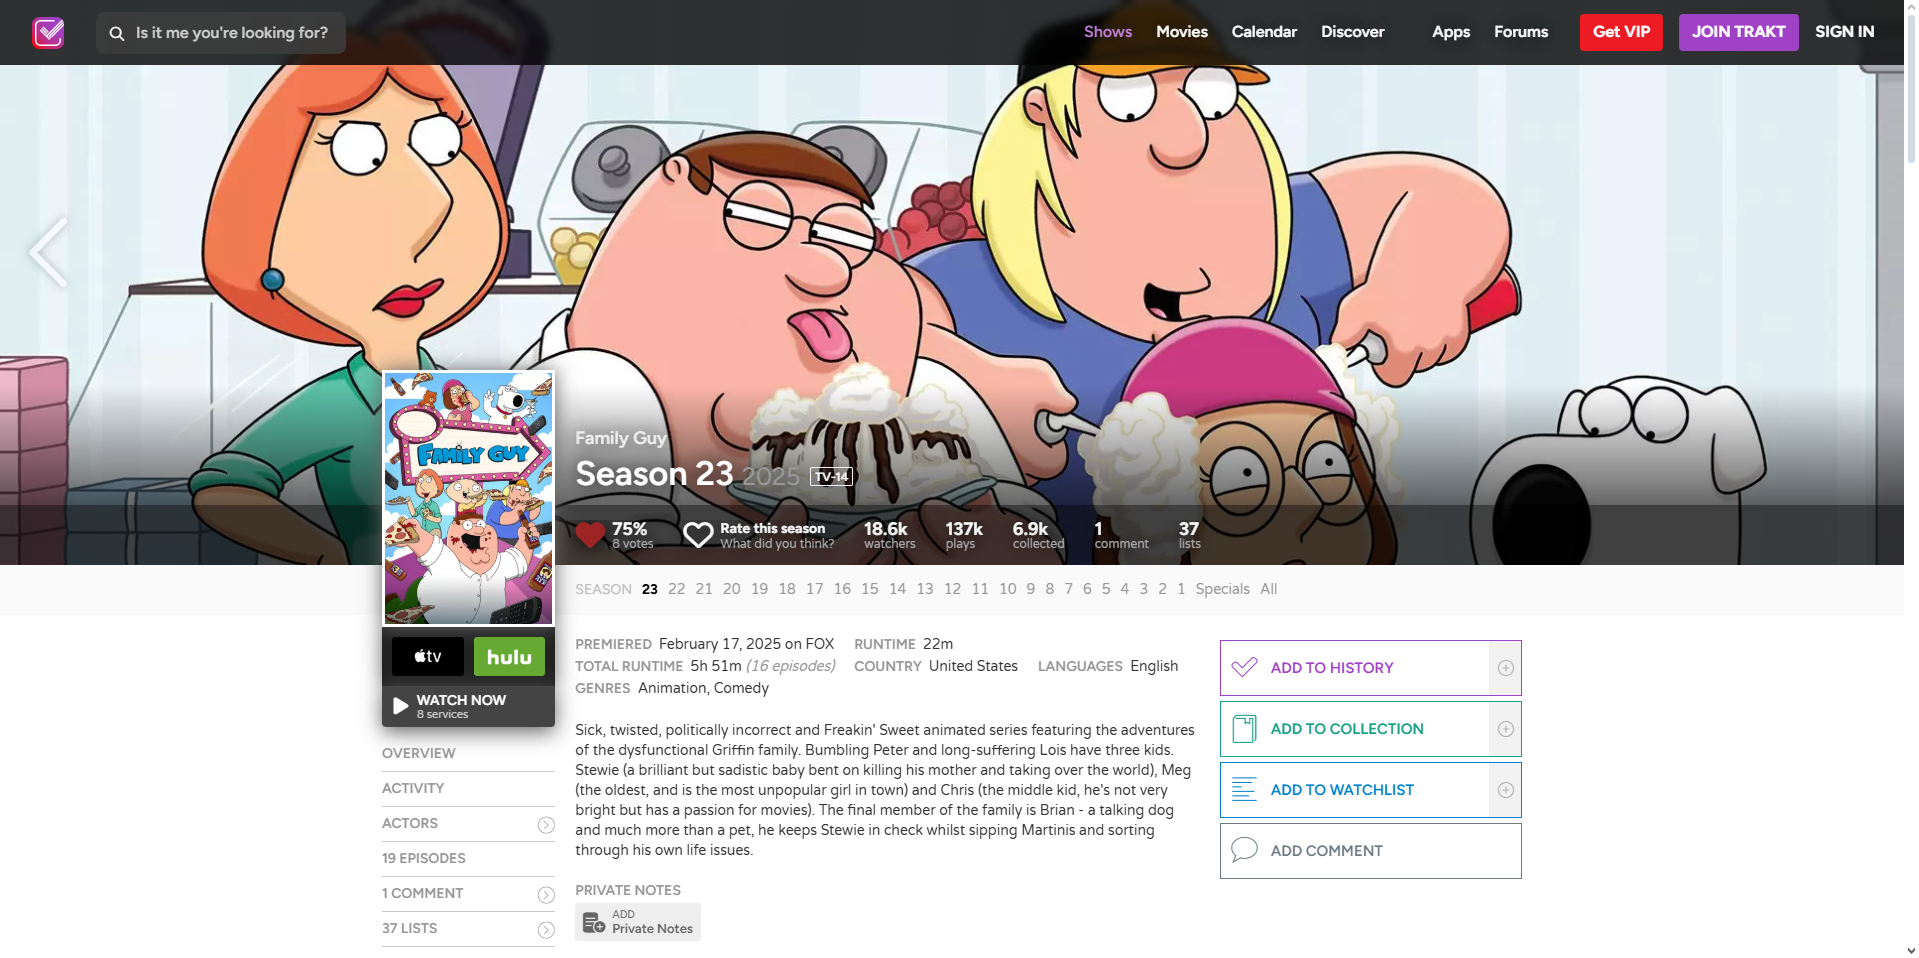 Is it me you're looking for?
Shows Movies Calendar Discover Apps Forums Get VIP JOIN TRAKT SIGN IN
FAMILY GUY
Family Guy
Season 23 2025 TV-14
75% 8 votes
Rate this season What did you think?
18.6k watchers
137k plays
6.9k collected
1 comment
37 lists
SEASON 23 22 21 20 19 18 17 16 15 14 13 12 11 10 9 8 7 6 5 4 3 2 1 Specials All
tv hulu
WATCH NOW
8 services
OVERVIEW
ACTIVITY
ACTORS
19 EPISODES
1 COMMENT
37 LISTS
PREMIERED February 17, 2025 on FOX RUNTIME 22m
TOTAL RUNTIME 5h 51m (16 episodes) COUNTRY United States LANGUAGES English
GENRES Animation, Comedy
Sick, twisted, politically incorrect and Freakin' Sweet animated series featuring the adventures
of the dysfunctional Griffin family. Bumbling Peter and long-suffering Lois have three kids.
Stewie (a brilliant but sadistic baby bent on killing his mother and taking over the world), Meg
(the oldest, and is the most unpopular girl in town) and Chris (the middle kid, he's not very
bright but has a passion for movies). The final member of the family is Brian - a talking dog
and much more than a pet, he keeps Stewie in check whilst sipping Martinis and sorting
through his own life issues.
PRIVATE NOTES
ADD
Private Notes
ADD TO HISTORY
ADD TO COLLECTION
ADD TO WATCHLIST
ADD COMMENT